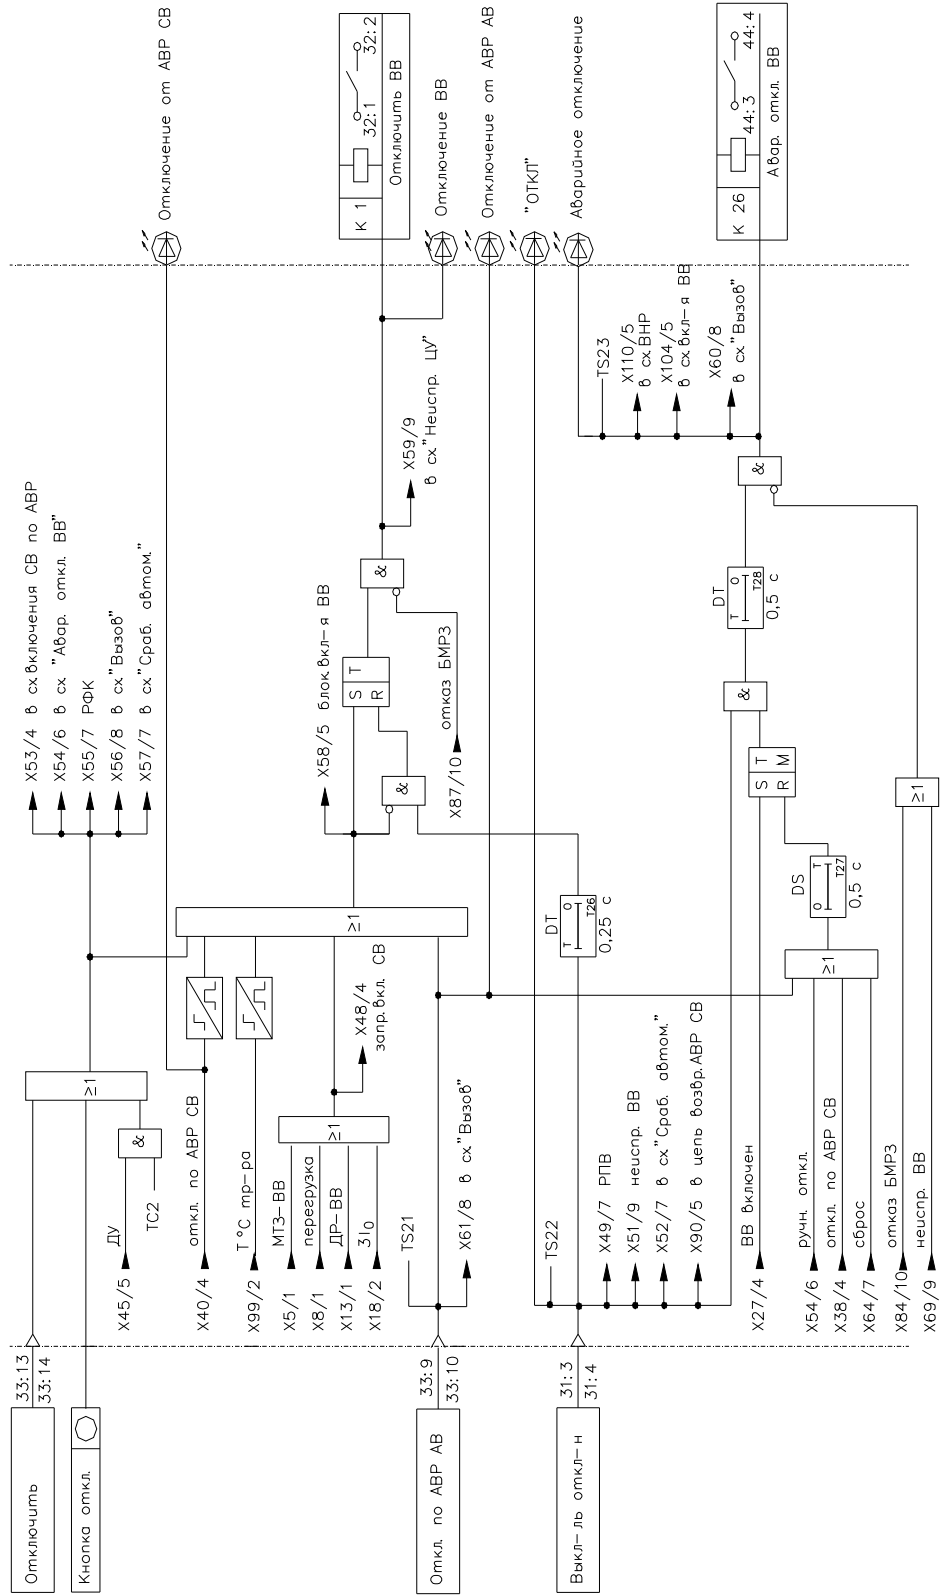 Отключить
33:13
33:14
Кнопка откл.
X45/5
ДУ
TC2
&
≥1
X53/4 в сх.включения СВ по АВР
X54/6 в сх "Авар. откл. ВВ"
X55/7 РФК
X56/8 в сх."Вызов"
X57/7 в сх."Сраб. автом."
Отключение от АВР СВ
X40/4
откл. по АВР СВ
X99/2
T °C тр-ра
X5/1
МТЗ-ВВ
X8/1
перегрузка
X13/1
ДР-ВВ
X18/2
3I0
≥1
X48/4
запр.вкл. СВ
≥1
X58/5 блок.вкл-я ВВ
S T
R
&
&
X87/10
отказ БМРЗ
X59/9
в сх."Неиспр. ЦУ"
К 1
32:1
32:2
Отключить ВВ
Отключение ВВ
Откл. по АВР АВ
33:9
33:10
TS21
X61/8 в сх."Вызов"
Отключение от АВР АВ
"ОТКЛ"
Выкл-ль откл-н
31:3
31:4
TS22
X49/7 РПВ
X51/9 неиспр. ВВ
X52/7 в сх."Сраб. автом."
X90/5 в цепь возвр.АВР СВ
DT
T O
T26
0,25 с
X27/4
ВВ включен
X54/6
ручн. откл.
X38/4
откл. по АВР СВ
X64/7
сброс
X84/10
отказ БМРЗ
X69/9
неиспр. ВВ
≥1
DS
O T
T27
0,5 с
S T
R M
&
DT
T O
T28
0,5 с
≥1
&
TS23
X110/5
в сх.ВНР
X104/5
в сх.вкл-я ВВ
X60/8
в сх."Вызов"
Аварийное отключение
К 26
44:3
44:4
Авар. откл. ВВ